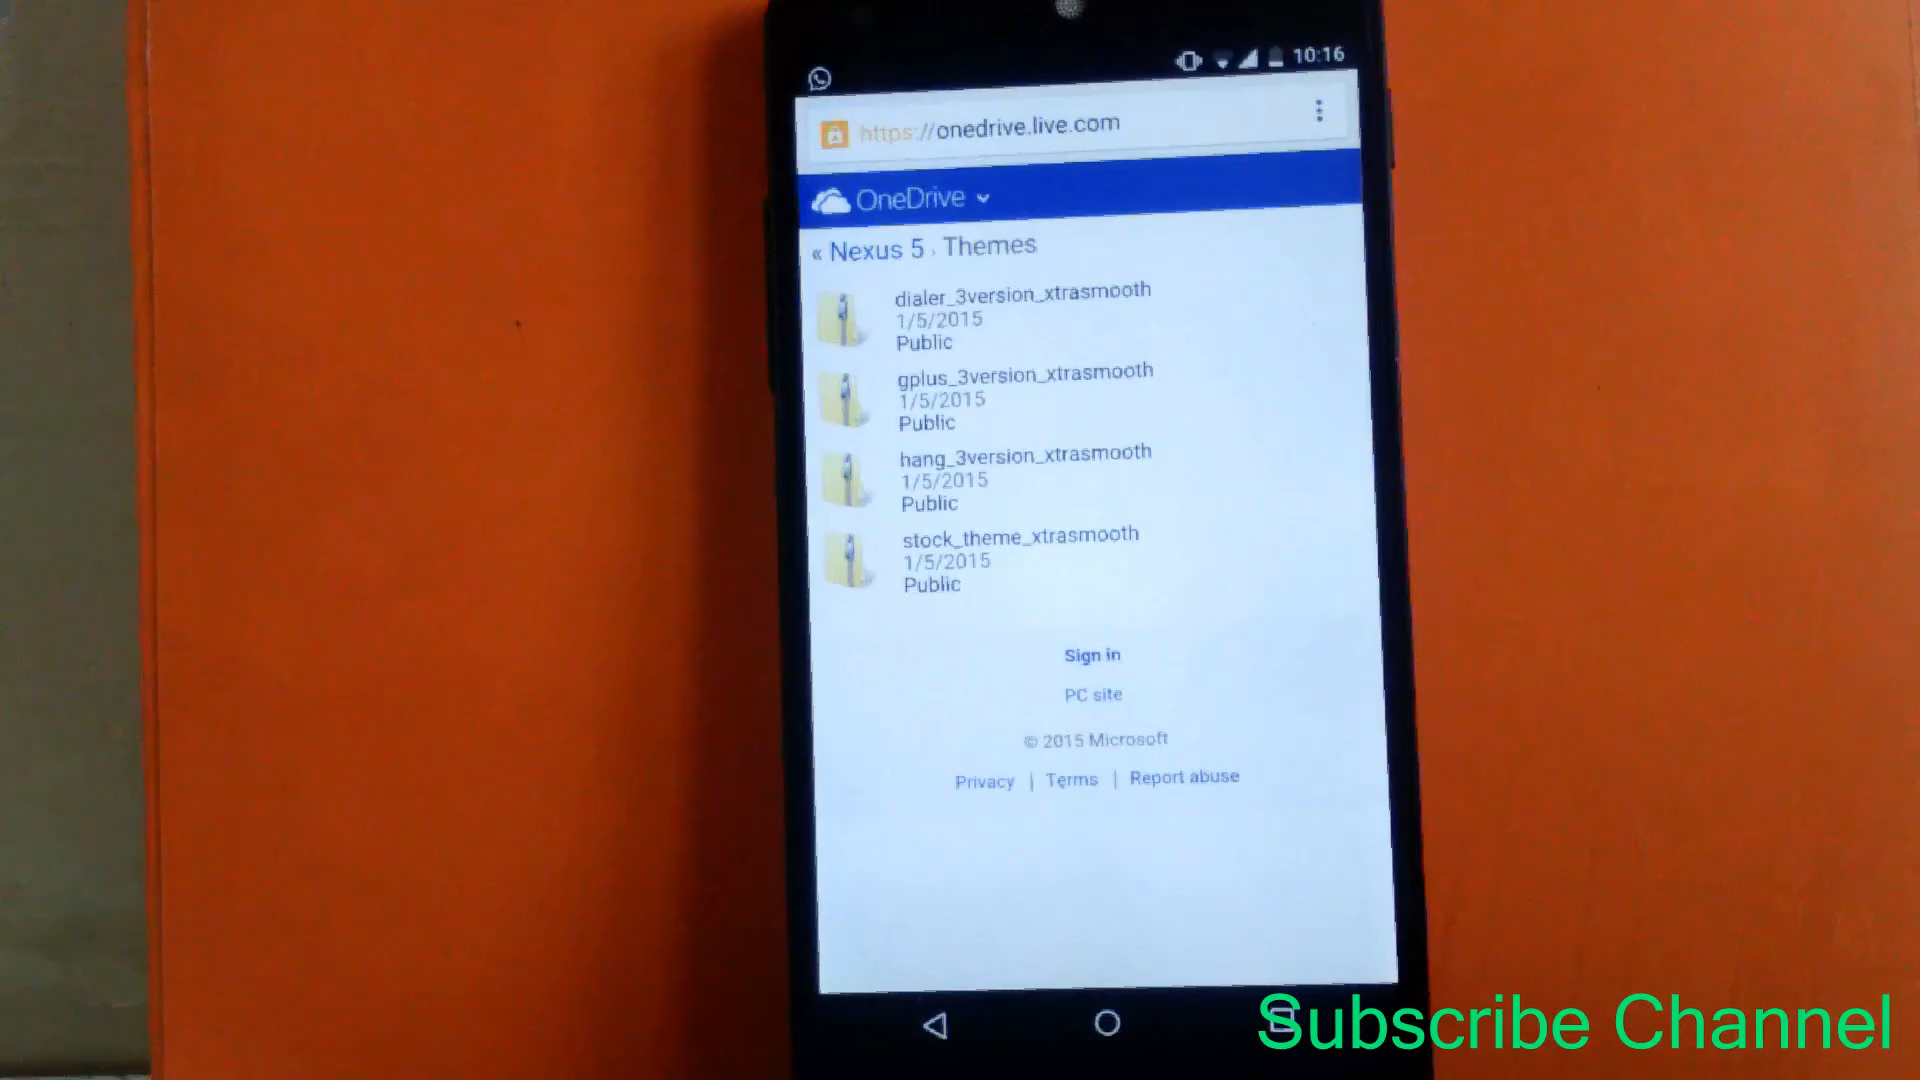 10:16
https://onedrive.live.com
OneDrive
« Nexus 5 › Themes
dialer_3version_xtrasmooth
1/5/2015
Public
gplus_3version_xtrasmooth
1/5/2015
Public
hang_3version_xtrasmooth
1/5/2015
Public
stock_theme_xtrasmooth
1/5/2015
Public
Sign in
PC site
© 2015 Microsoft
Privacy | Terms | Report abuse
Subscribe Channel